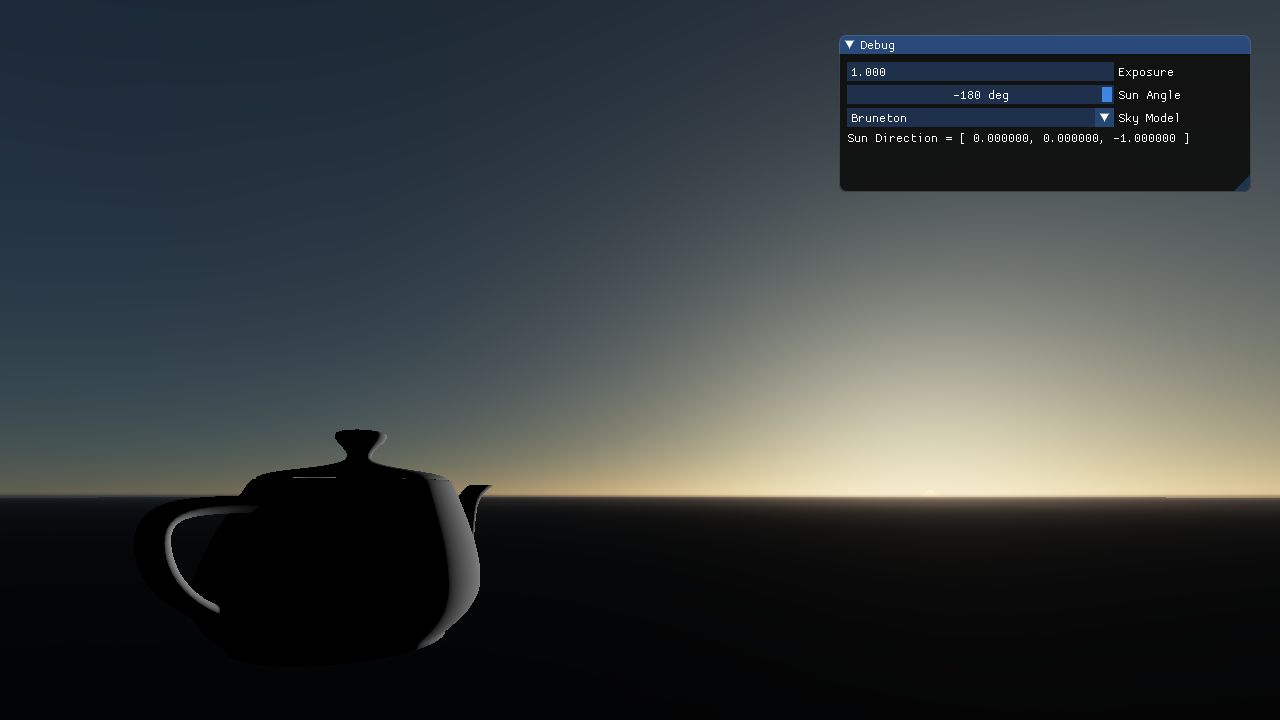 Debug
1.000 Exposure
-180 deg Sun Angle
Bruneton Sky Model
Sun Direction = [ 0.000000, 0.000000, -1.000000 ]